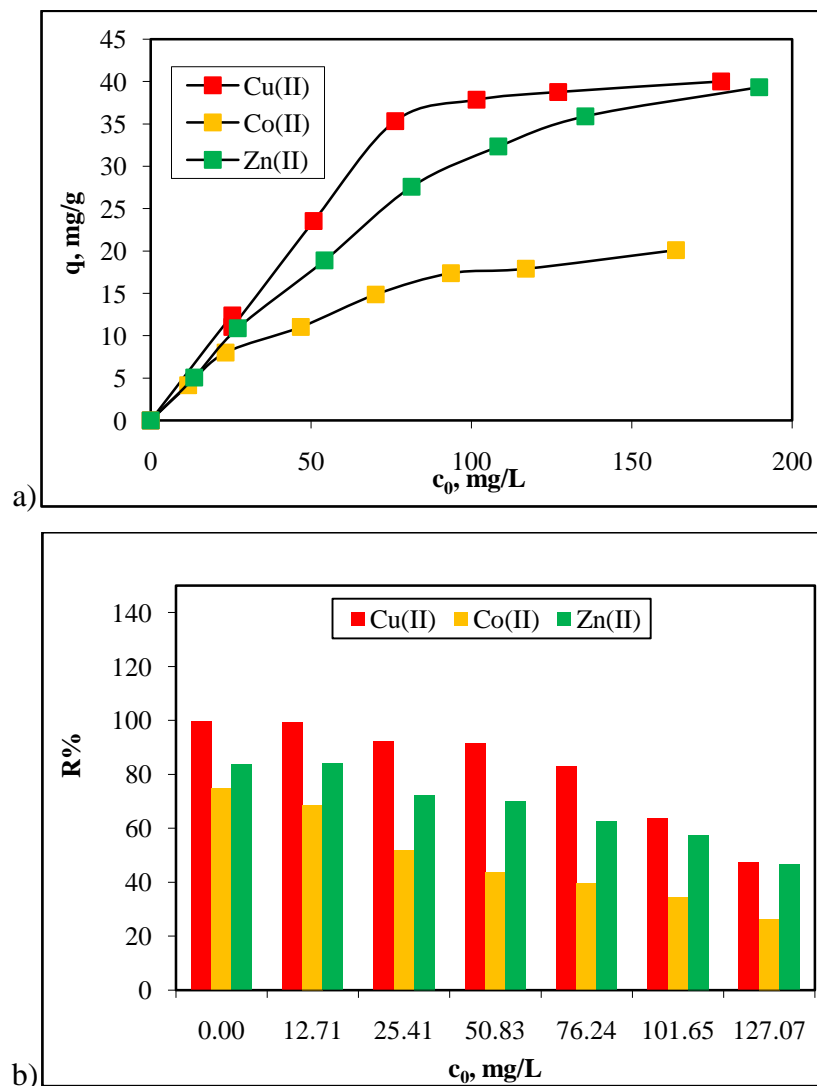 45
40
35
30
25
20
15
10
5
0
q, mg/g
Cu(II)
Co(II)
Zn(II)
0 50 100 150 200
c0, mg/L
a)
140
120
100
80
60
40
20
0
R%
Cu(II) Co(II) Zn(II)
0.00 12.71 25.41 50.83 76.24 101.65 127.07
c0, mg/L
b)